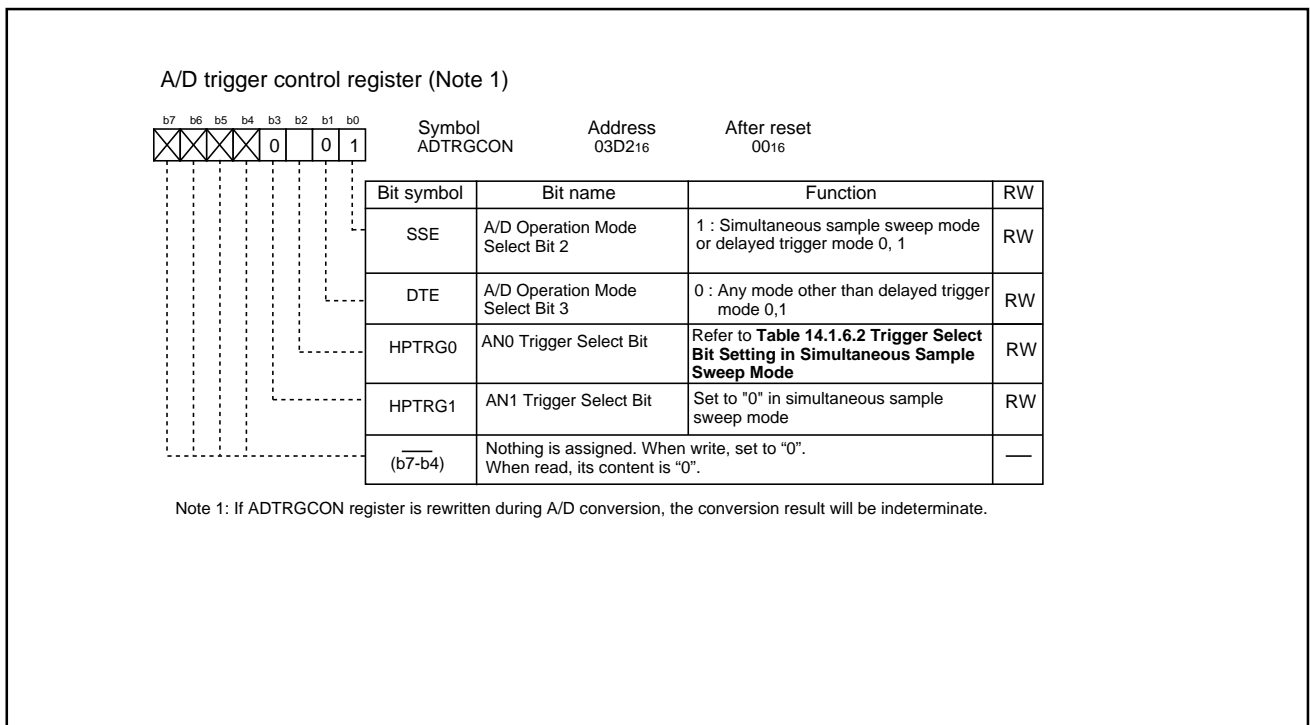 A/D trigger control register (Note 1)
b7 b6 b5 b4 b3 b2 b1 b0
0 0 1
Symbol Address After reset
ADTRGCON 03D216 0016
Bit symbol Bit name Function RW
SSE A/D Operation Mode Select Bit 2 1 : Simultaneous sample sweep mode or delayed trigger mode 0, 1 RW
DTE A/D Operation Mode Select Bit 3 0 : Any mode other than delayed trigger mode 0,1 RW
HPTRG0 AN0 Trigger Select Bit Refer to Table 14.1.6.2 Trigger Select Bit Setting in Simultaneous Sample Sweep Mode RW
HPTRG1 AN1 Trigger Select Bit Set to "0" in simultaneous sample sweep mode RW
(b7-b4) Nothing is assigned. When write, set to “0”. When read, its content is “0”. —
Note 1: If ADTRGCON register is rewritten during A/D conversion, the conversion result will be indeterminate.